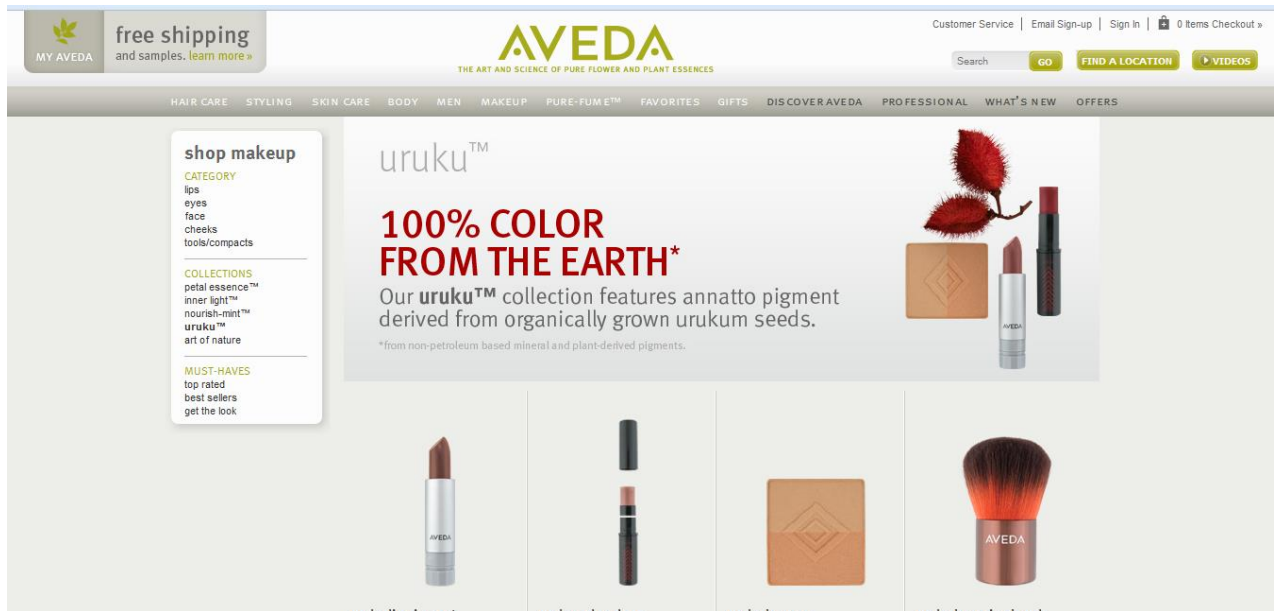 MY AVEDA
free shipping
and samples. learn more »
AVEDA
THE ART AND SCIENCE OF PURE FLOWER AND PLANT ESSENCES
Customer Service | Email Sign-up | Sign In | 0 Items Checkout »
Search GO FIND A LOCATION VIDEOS
HAIR CARE STYLING SKIN CARE BODY MEN MAKEUP PURE-FUME™ FAVORITES GIFTS DISCOVER AVEDA PROFESSIONAL WHAT'S NEW OFFERS
shop makeup
CATEGORY
lips
eyes
face
cheeks
tools/compacts
COLLECTIONS
petal essence™
inner light™
nourish-mint™
uruku™
art of nature
MUST-HAVES
top rated
best sellers
get the look
uruku™
100% COLOR
FROM THE EARTH*
Our uruku™ collection features annatto pigment
derived from organically grown urukum seeds.
*from non-petroleum based mineral and plant-derived pigments.
AVEDA
AVEDA
AVEDA